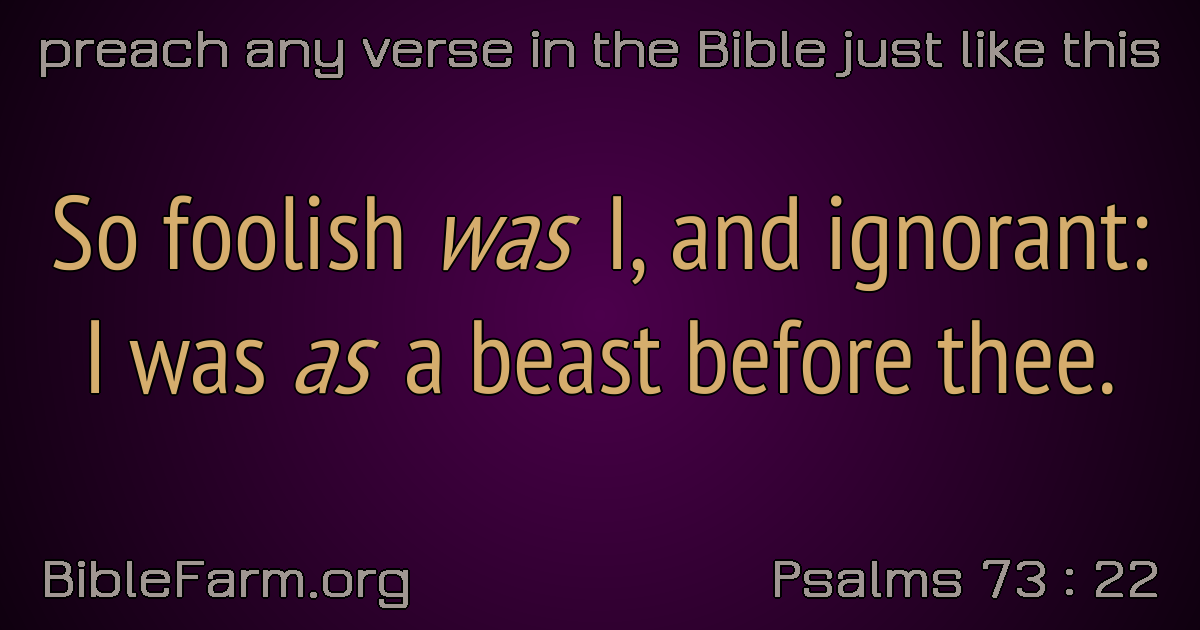 preach any verse in the Bible just like this
So foolish was I, and ignorant:
I was as a beast before thee.
BibleFarm.org
Psalms 73 : 22